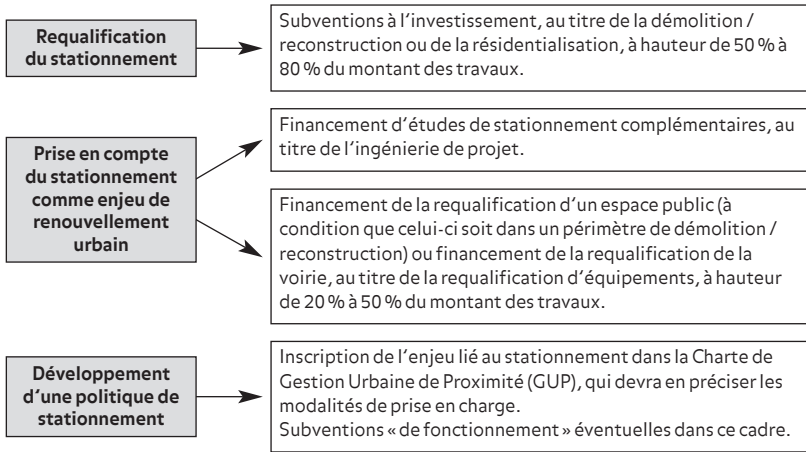 Requalification
du stationnement
Subventions à l'investissement, au titre de la démolition /
reconstruction ou de la résidentialisation, à hauteur de 50 % à
80 % du montant des travaux.
Prise en compte
du stationnement
comme enjeu de
renouvellement
urbain
Financement d'études de stationnement complémentaires, au
titre de l'ingénierie de projet.
Financement de la requalification d'un espace public (à
condition que celui-ci soit dans un périmètre de démolition /
reconstruction) ou financement de la requalification de la
voirie, au titre de la requalification d'équipements, à hauteur
de 20 % à 50 % du montant des travaux.
Développement
d'une politique de
stationnement
Inscription de l'enjeu lié au stationnement dans la Charte de
Gestion Urbaine de Proximité (GUP), qui devra en préciser les
modalités de prise en charge.
Subventions « de fonctionnement » éventuelles dans ce cadre.